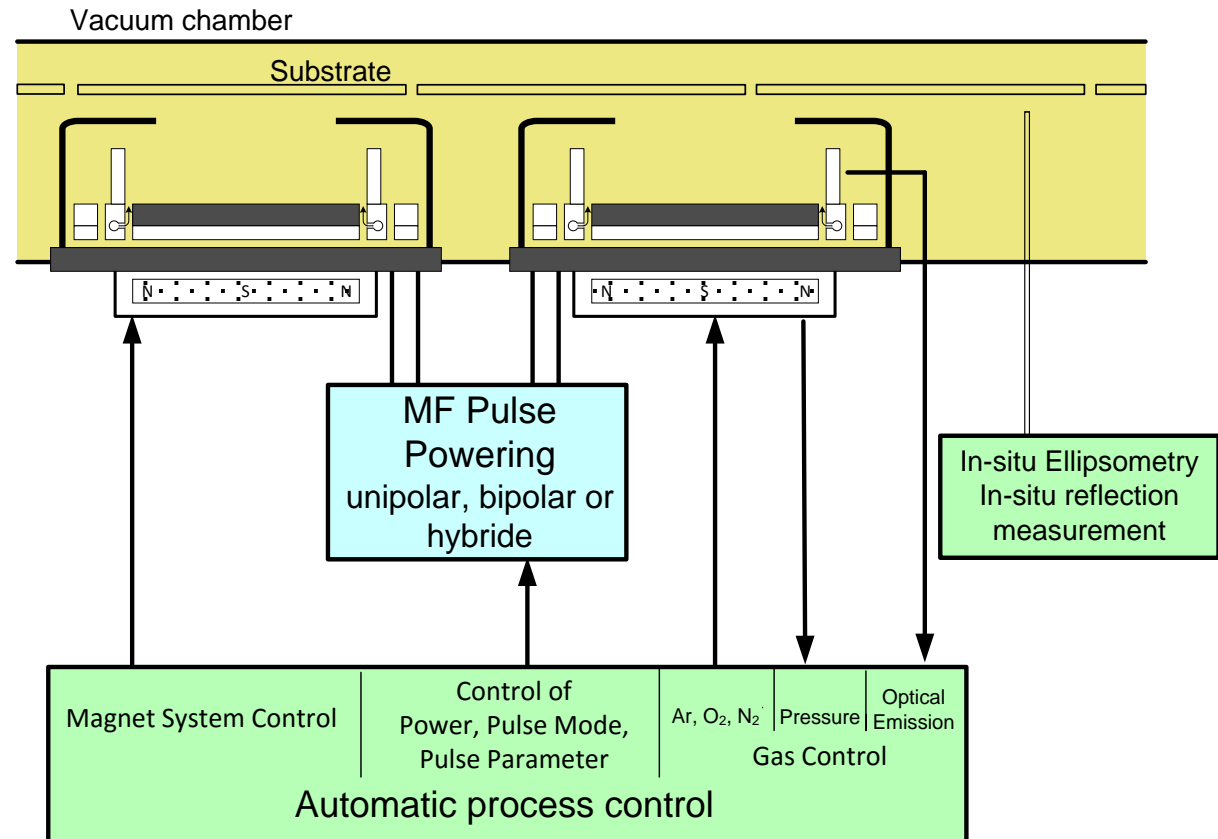 Vacuum chamber
Substrate
N S N
N S N
MF Pulse
Powering
unipolar, bipolar or
hybride
In-situ Ellipsometry
In-situ reflection
measurement
Magnet System Control
Control of
Power, Pulse Mode,
Pulse Parameter
Ar, O₂, N₂
Pressure
Optical
Emission
Gas Control
Automatic process control